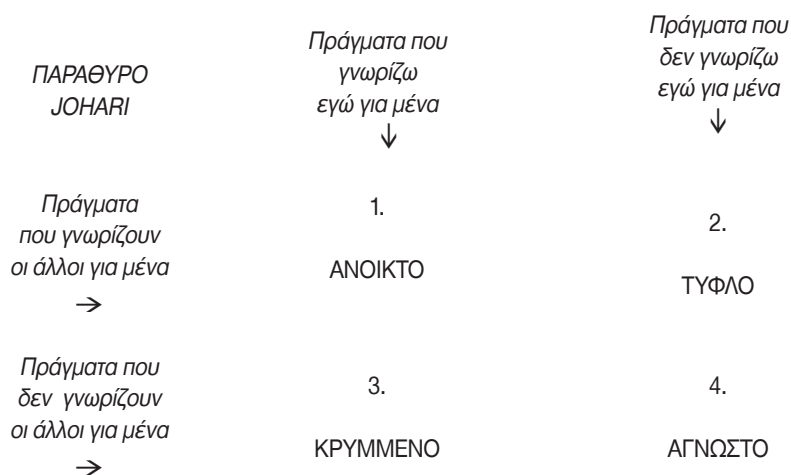 ΠΑΡΑΘΥΡΟ
JOHARI
Πράγματα που
γνωρίζω
εγώ για μένα
↓
Πράγματα που
δεν γνωρίζω
εγώ για μένα
↓
Πράγματα
που γνωρίζουν
οι άλλοι για μένα
→
1.
ΑΝΟΙΚΤΟ
2.
ΤΥΦΛΟ
Πράγματα που
δεν γνωρίζουν
οι άλλοι για μένα
→
3.
ΚΡΥΜΜΕΝΟ
4.
ΑΓΝΩΣΤΟ